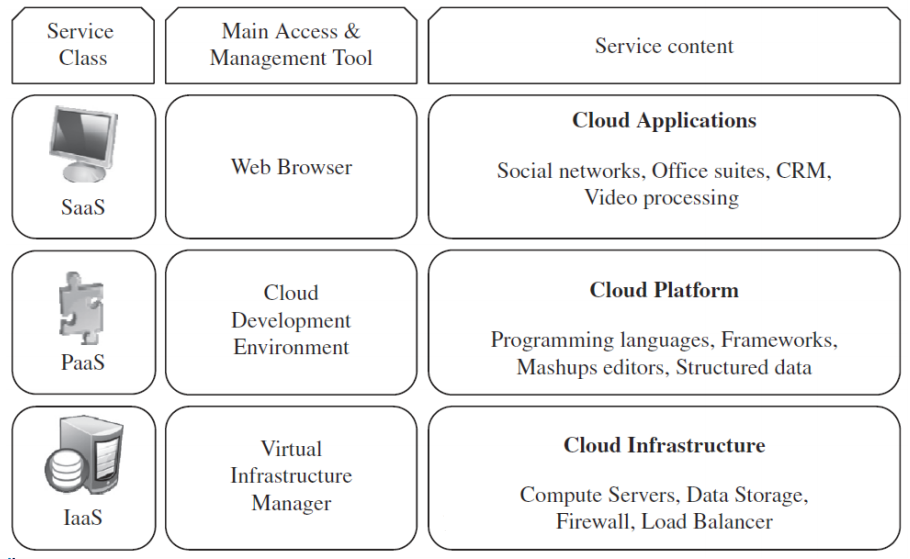 Service
Class
Main Access &
Management Tool
Service content
SaaS
Web Browser
Cloud Applications
Social networks, Office suites, CRM,
Video processing
PaaS
Cloud
Development
Environment
Cloud Platform
Programming languages, Frameworks,
Mashups editors, Structured data
IaaS
Virtual
Infrastructure
Manager
Cloud Infrastructure
Compute Servers, Data Storage,
Firewall, Load Balancer